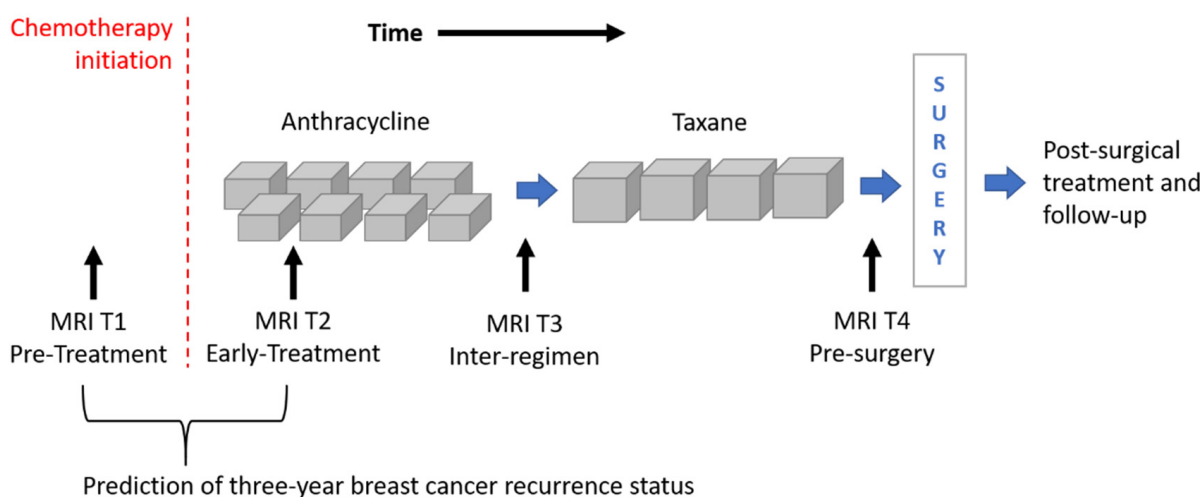 Chemotherapy
initiation
Time
Anthracycline
Taxane
SURGERY
Post-surgical
treatment and
follow-up
MRI T1
Pre-Treatment
MRI T2
Early-Treatment
MRI T3
Inter-regimen
MRI T4
Pre-surgery
Prediction of three-year breast cancer recurrence status